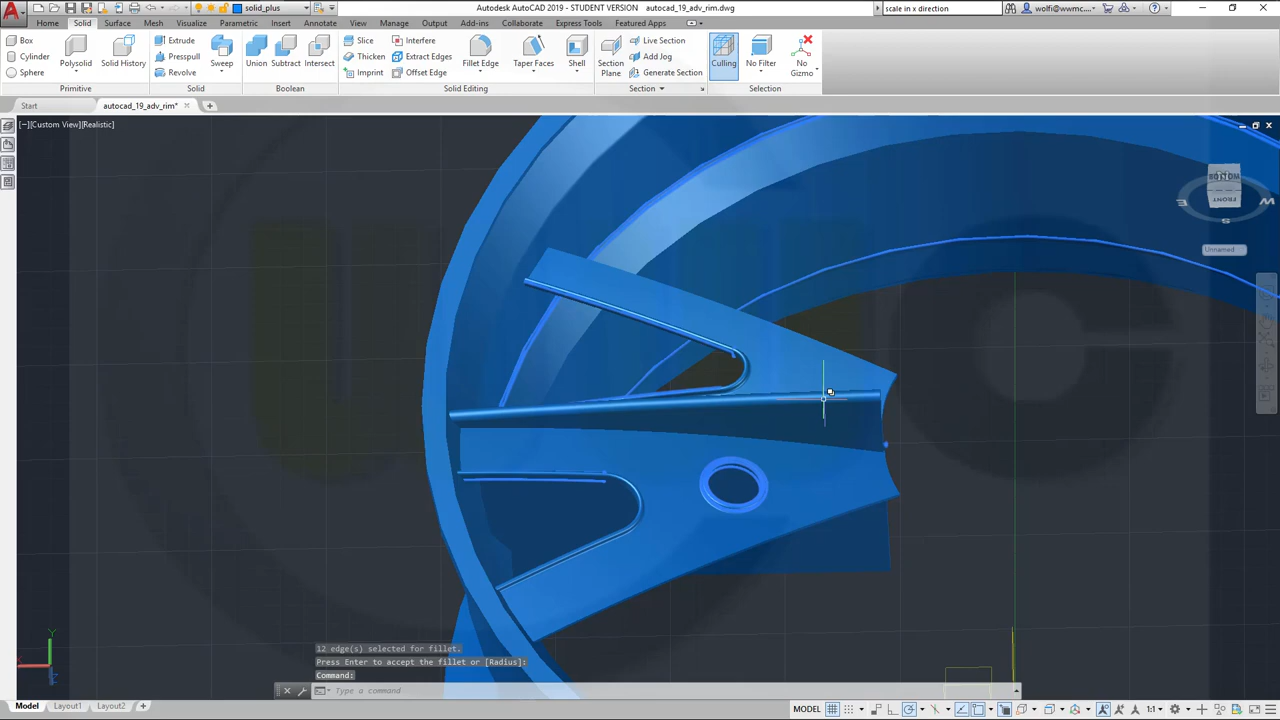 Autodesk AutoCAD 2019 - STUDENT VERSION autocad_19_adv_rim.dwg
solid_plus
scale in x direction
wolfi@wvmc....
Home Solid Surface Mesh Visualize Parametric Insert Annotate View Manage Output Add-ins Collaborate Express Tools Featured Apps
Box
Cylinder
Sphere
Polysolid
Solid History
Extrude
Presspull
Revolve
Sweep
Union
Subtract
Intersect
Slice
Thicken
Imprint
Interfere
Extract Edges
Offset Edge
Fillet Edge
Taper Faces
Shell
Section
Plane
Live Section
Add Jog
Generate Section
Culling
No Filter
No
Gizmo
Primitive Solid Boolean Solid Editing Section Selection
Start autocad_19_adv_rim*
[−][Custom View][Realistic]
BOTTOM
FRONT
E
W
S
Unnamed
Y
12 edge(s) selected for fillet.
Press Enter to accept the fillet or [Radius]:
Command:
Type a command
Model Layout1 Layout2
MODEL
1:1